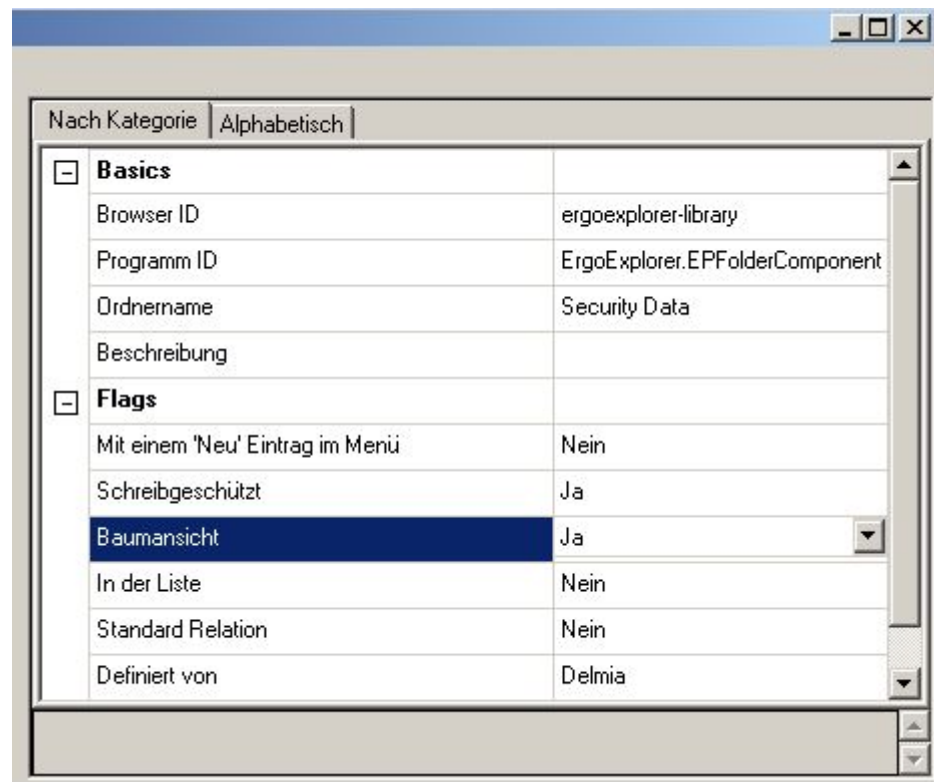 Nach Kategorie Alphabetisch
Basics
Browser ID ergoexplorer-library
Programm ID ErgoExplorer.EPFolderComponent
Ordnername Security Data
Beschreibung
Flags
Mit einem 'Neu' Eintrag im Menü Nein
Schreibgeschützt Ja
Baumansicht Ja
In der Liste Nein
Standard Relation Nein
Definiert von Delmia